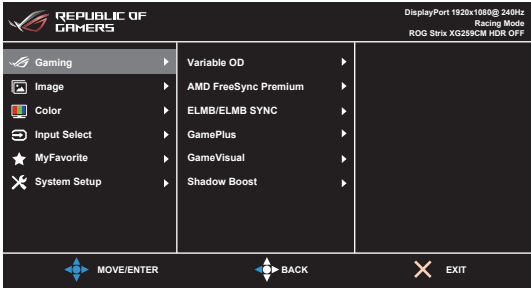 REPUBLIC OF
GAMERS
DisplayPort 1920x1080@ 240Hz
Racing Mode
ROG Strix XG259CM HDR OFF
Gaming
Image
Color
Input Select
MyFavorite
System Setup
Variable OD
AMD FreeSync Premium
ELMB/ELMB SYNC
GamePlus
GameVisual
Shadow Boost
MOVE/ENTER
BACK
EXIT